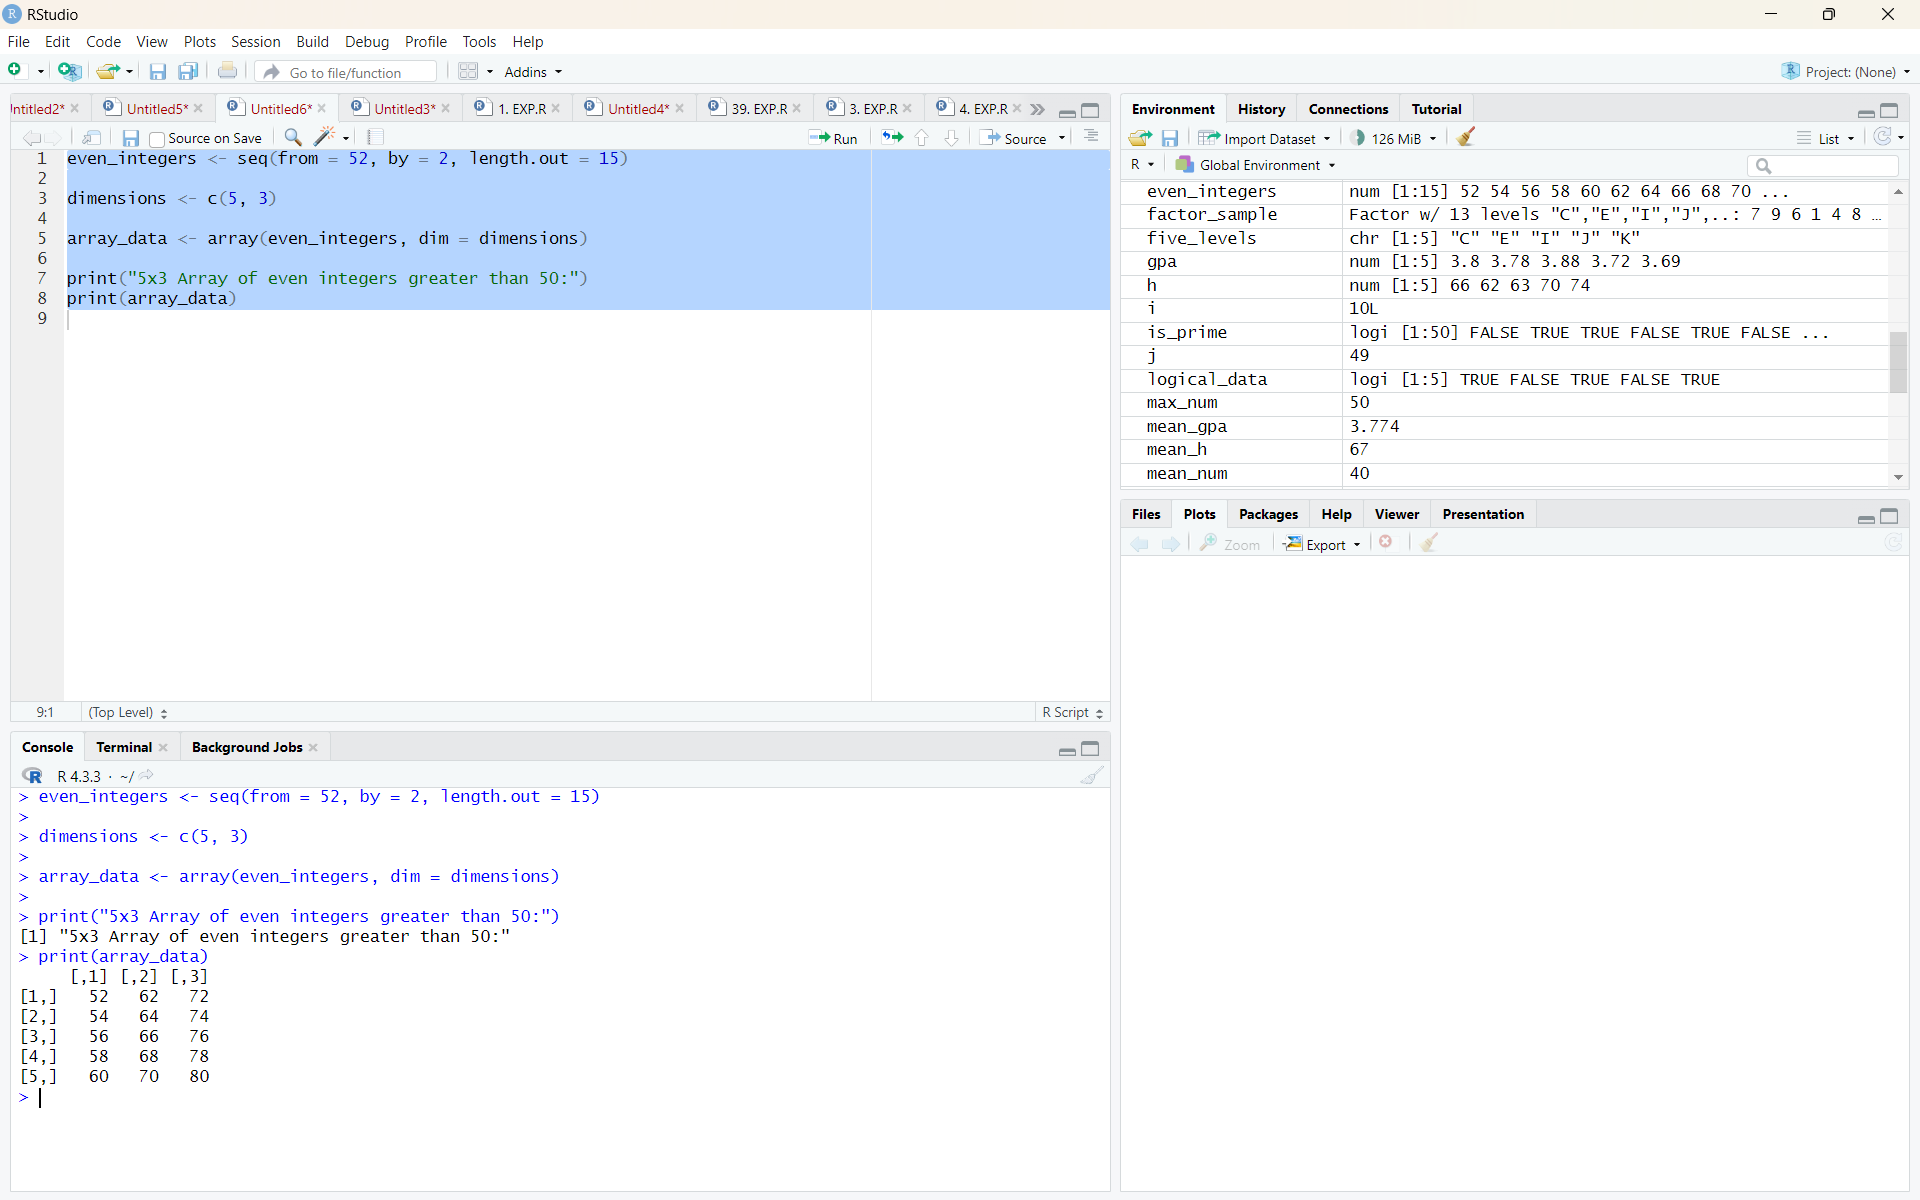 RStudio
File Edit Code View Plots Session Build Debug Profile Tools Help
Go to file/function Addins Project: (None)
ntitled2* Untitled5* Untitled6* Untitled3* 1. EXP.R Untitled4* 39. EXP.R 3. EXP.R 4. EXP.R
Source on Save Run Source
1 even_integers <- seq(from = 52, by = 2, length.out = 15)
2
3 dimensions <- c(5, 3)
4
5 array_data <- array(even_integers, dim = dimensions)
6
7 print("5x3 Array of even integers greater than 50:")
8 print(array_data)
9
9:1 (Top Level) R Script
Console Terminal Background Jobs
R 4.3.3 · ~/
> even_integers <- seq(from = 52, by = 2, length.out = 15)
>
> dimensions <- c(5, 3)
>
> array_data <- array(even_integers, dim = dimensions)
>
> print("5x3 Array of even integers greater than 50:")
[1] "5x3 Array of even integers greater than 50:"
> print(array_data)
[,1] [,2] [,3]
[1,] 52 62 72
[2,] 54 64 74
[3,] 56 66 76
[4,] 58 68 78
[5,] 60 70 80
>
Environment History Connections Tutorial
Import Dataset 126 MiB List
R Global Environment
even_integers num [1:15] 52 54 56 58 60 62 64 66 68 70 ...
factor_sample Factor w/ 13 levels "C","E","I","J",..: 7 9 6 1 4 8 …
five_levels chr [1:5] "C" "E" "I" "J" "K"
gpa num [1:5] 3.8 3.78 3.88 3.72 3.69
h num [1:5] 66 62 63 70 74
i 10L
is_prime logi [1:50] FALSE TRUE TRUE FALSE TRUE FALSE ...
j 49
logical_data logi [1:5] TRUE FALSE TRUE FALSE TRUE
max_num 50
mean_gpa 3.774
mean_h 67
mean_num 40
Files Plots Packages Help Viewer Presentation
Zoom Export